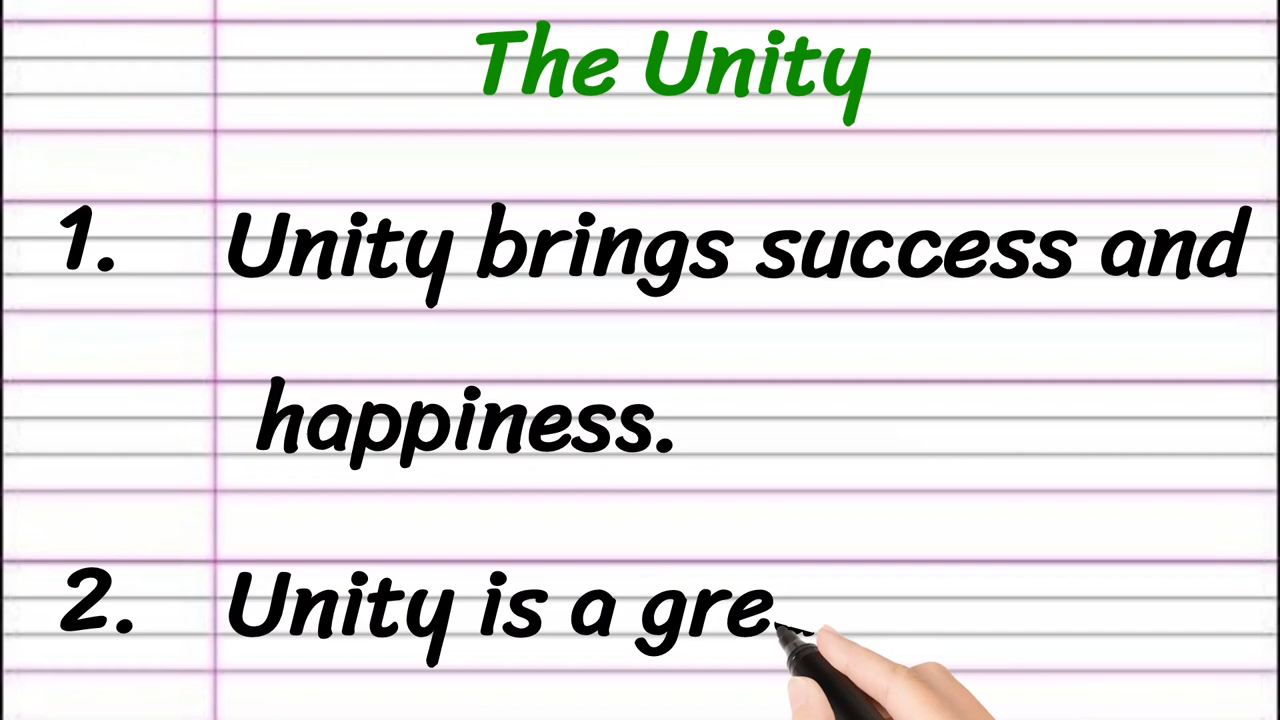 The Unity
1. Unity brings success and
happiness.
2. Unity is a gre